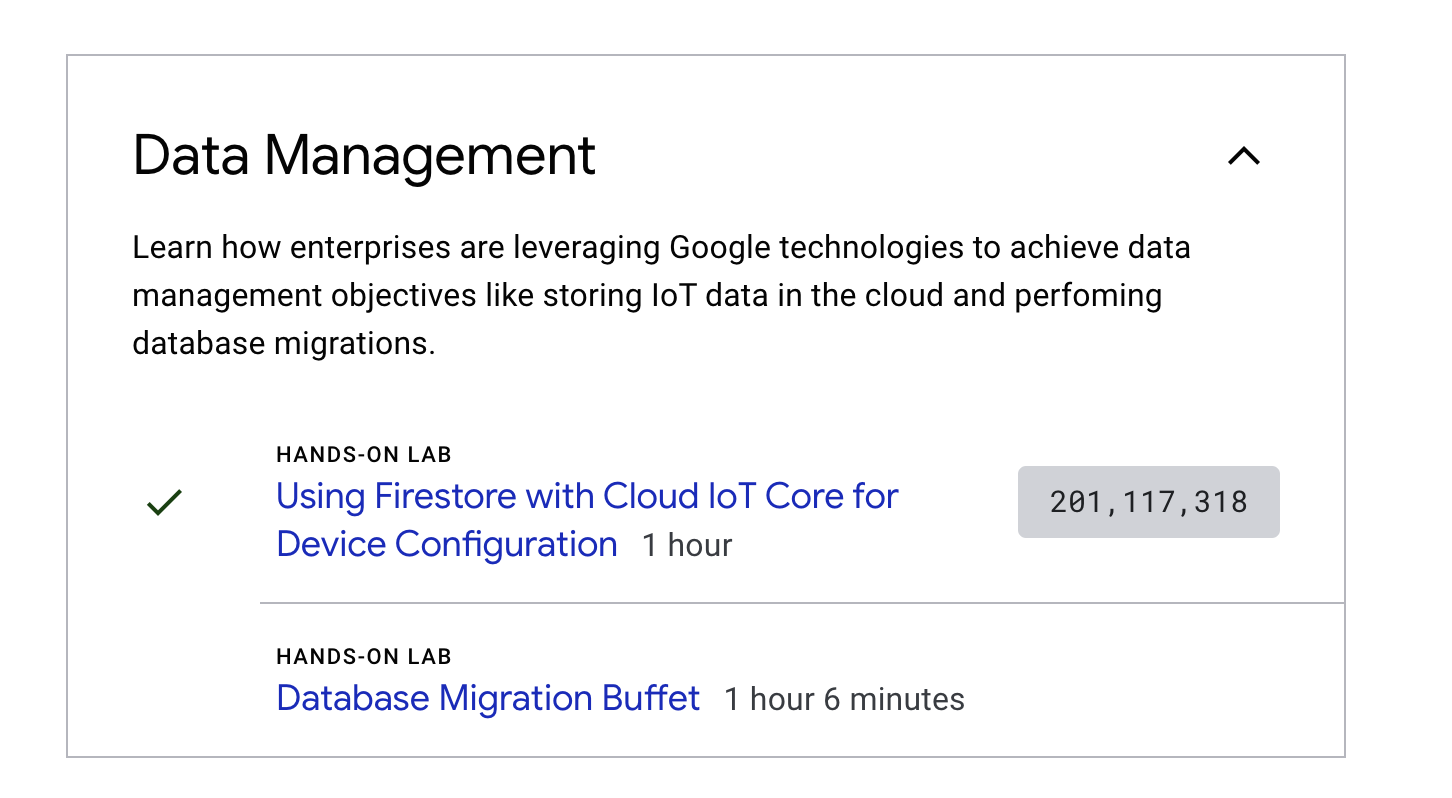 Data Management
Learn how enterprises are leveraging Google technologies to achieve data
management objectives like storing IoT data in the cloud and perfoming
database migrations.
HANDS-ON LAB
Using Firestore with Cloud IoT Core for
Device Configuration 1 hour
201,117,318
HANDS-ON LAB
Database Migration Buffet 1 hour 6 minutes